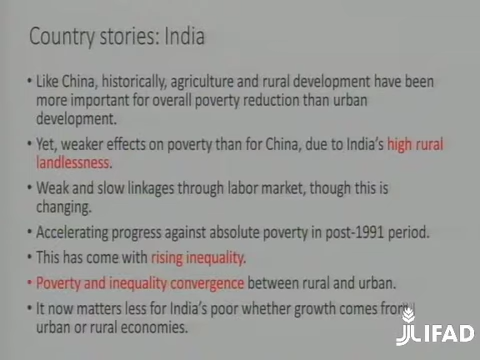 Country stories: India
• Like China, historically, agriculture and rural development have been
more important for overall poverty reduction than urban
development.
• Yet, weaker effects on poverty than for China, due to India's high rural
landlessness.
• Weak and slow linkages through labor market, though this is
changing.
• Accelerating progress against absolute poverty in post-1991 period.
• This has come with rising inequality.
• Poverty and inequality convergence between rural and urban.
• It now matters less for India's poor whether growth comes from
urban or rural economies.
JLIFAD